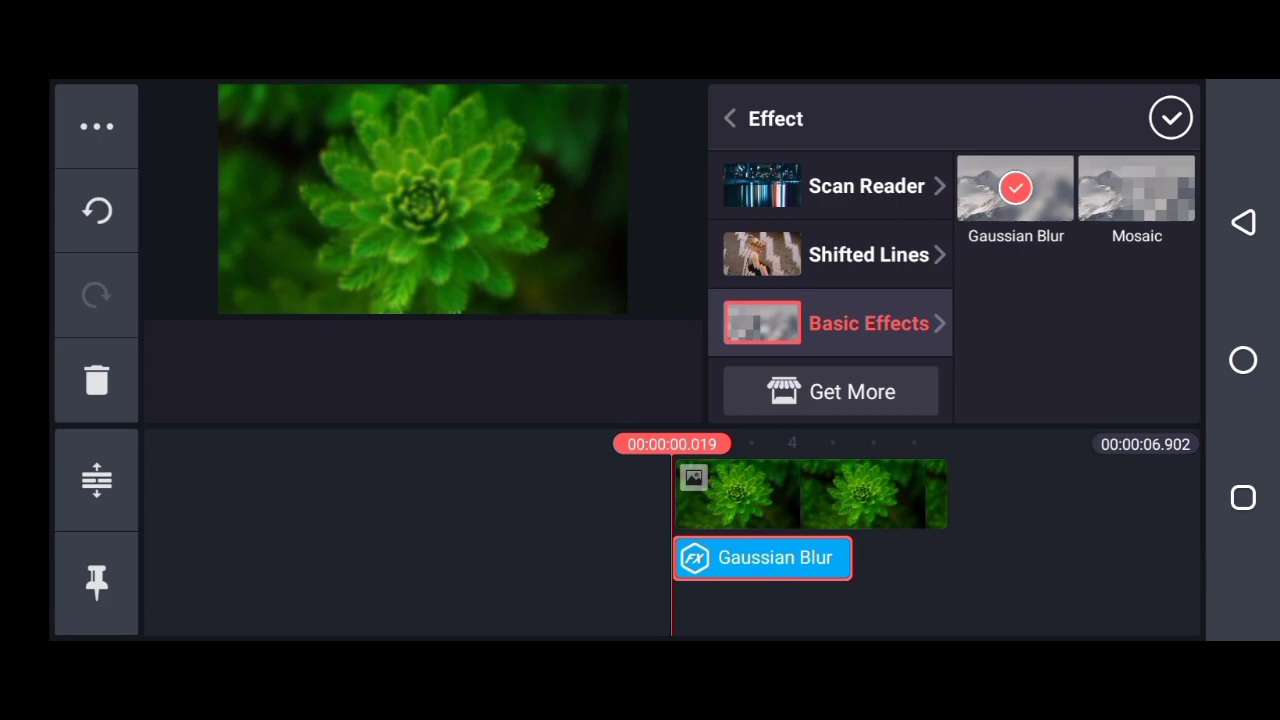 Effect
Scan Reader
Shifted Lines
Basic Effects
Get More
Gaussian Blur
Mosaic
00:00:00.019
4
00:00:06.902
FX Gaussian Blur